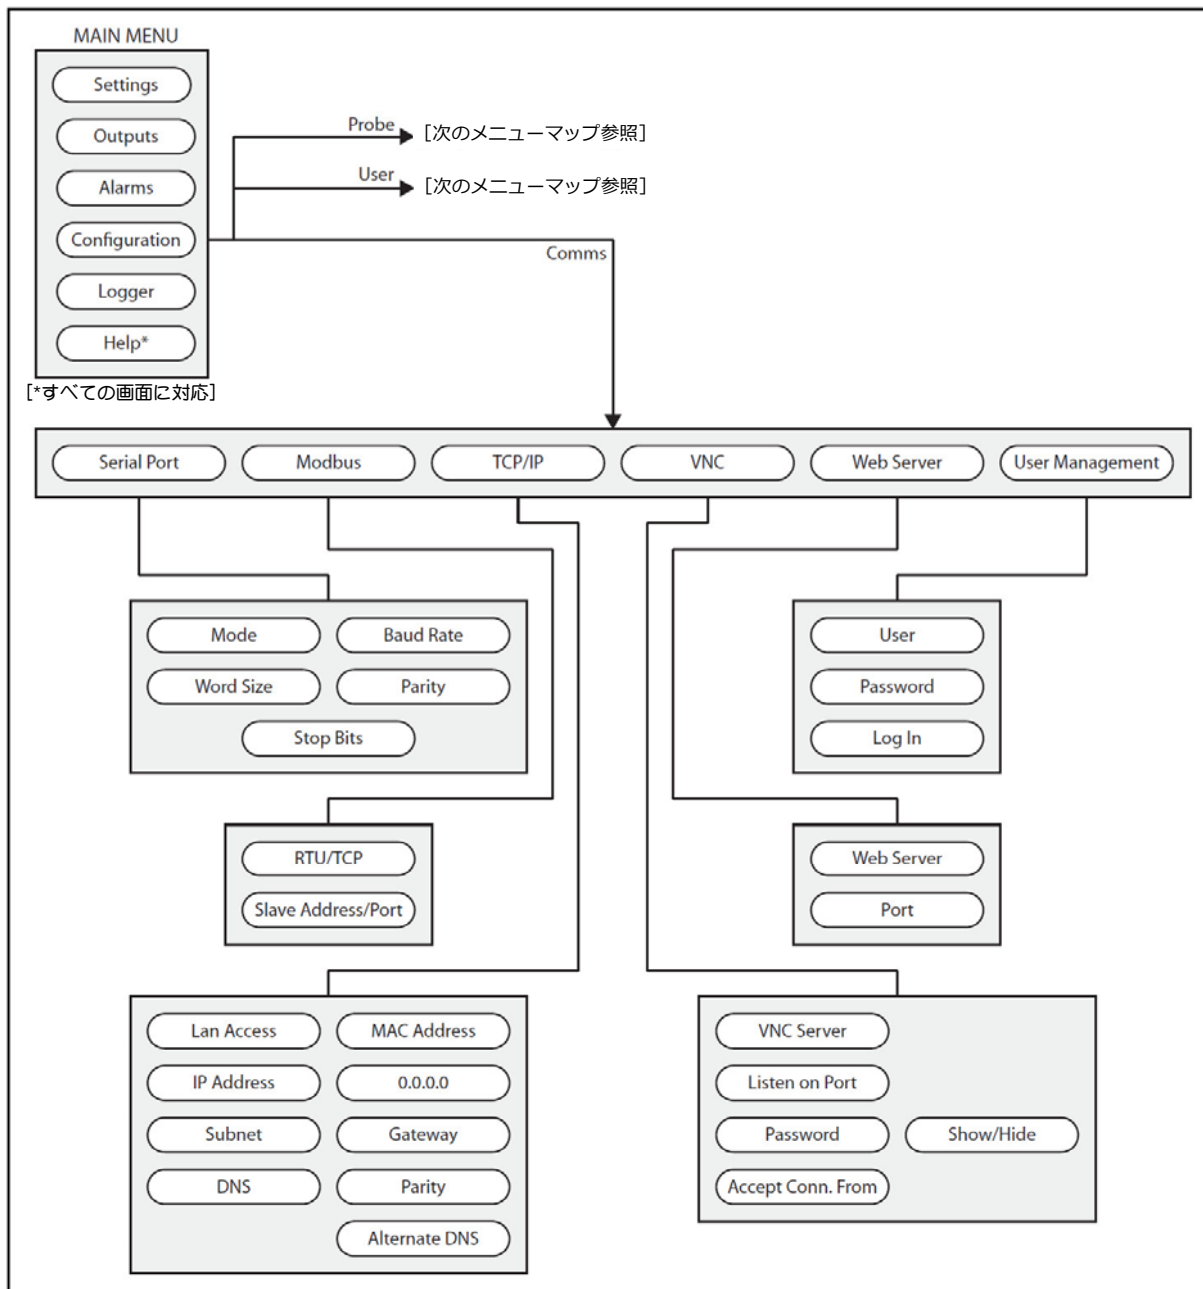 MAIN MENU
Settings
Outputs
Alarms
Configuration
Logger
Help*
[*すべての画面に対応]
Probe
[次のメニューマップ参照]
User
[次のメニューマップ参照]
Comms
Serial Port
Modbus
TCP/IP
VNC
Web Server
User Management
Mode
Baud Rate
Word Size
Parity
Stop Bits
User
Password
Log In
RTU/TCP
Slave Address/Port
Web Server
Port
Lan Access
MAC Address
IP Address
0.0.0.0
Subnet
Gateway
DNS
Parity
Alternate DNS
VNC Server
Listen on Port
Password
Show/Hide
Accept Conn. From